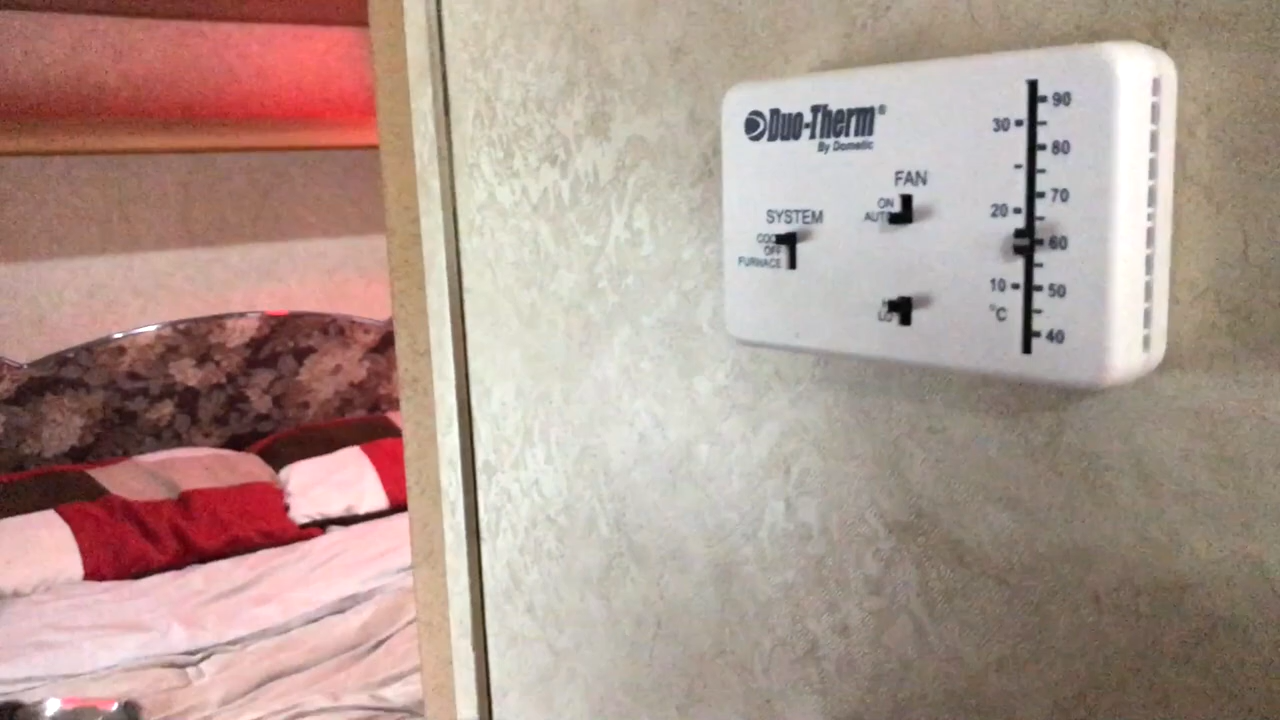 Duo-Therm®
By Dometic
FAN
ON
AUTO
SYSTEM
COOL
OFF
FURNACE
LO
90
80
70
60
50
40
30
20
10
°C